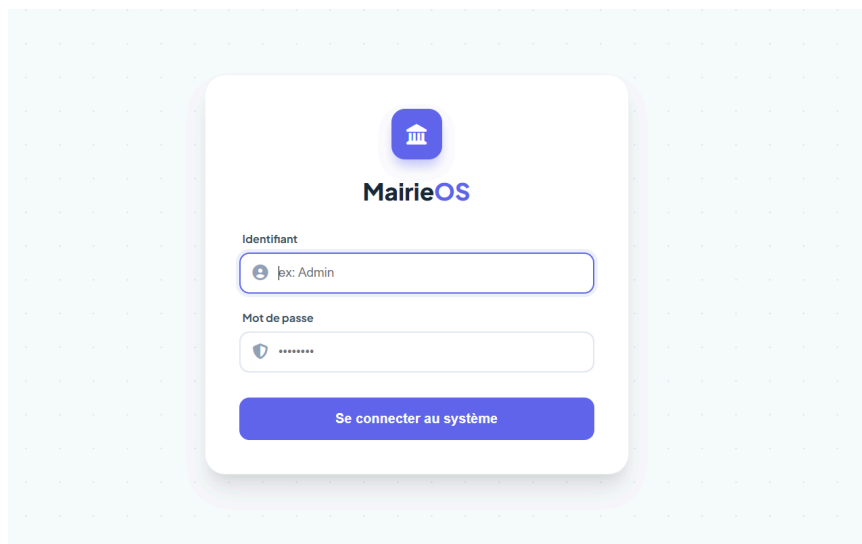 MairieOS
Identifiant
ex: Admin
Mot de passe
••••••••
Se connecter au système